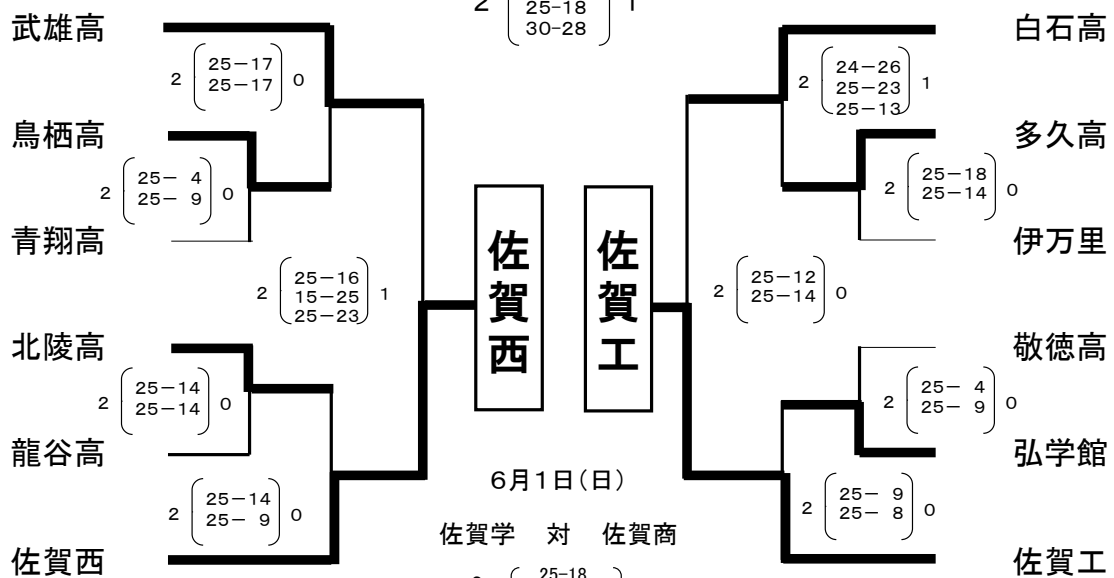 2 25-18 1
30-28
武雄高
2 25-17 0
25-17
鳥栖高
2 25- 4 0
25- 9
青翔高
2 25-16 1
15-25
25-23
北陵高
2 25-14 0
25-14
龍谷高
2 25-14 0
25- 9
佐賀西
佐賀西
佐賀工
6月1日(日)
佐賀学 対 佐賀商
25-18
白石高
2 24-26 1
25-23
25-13
多久高
2 25-18 0
25-14
伊万里
2 25-12 0
25-14
敬徳高
2 25- 4 0
25- 9
弘学館
2 25- 9 0
25- 8
佐賀工